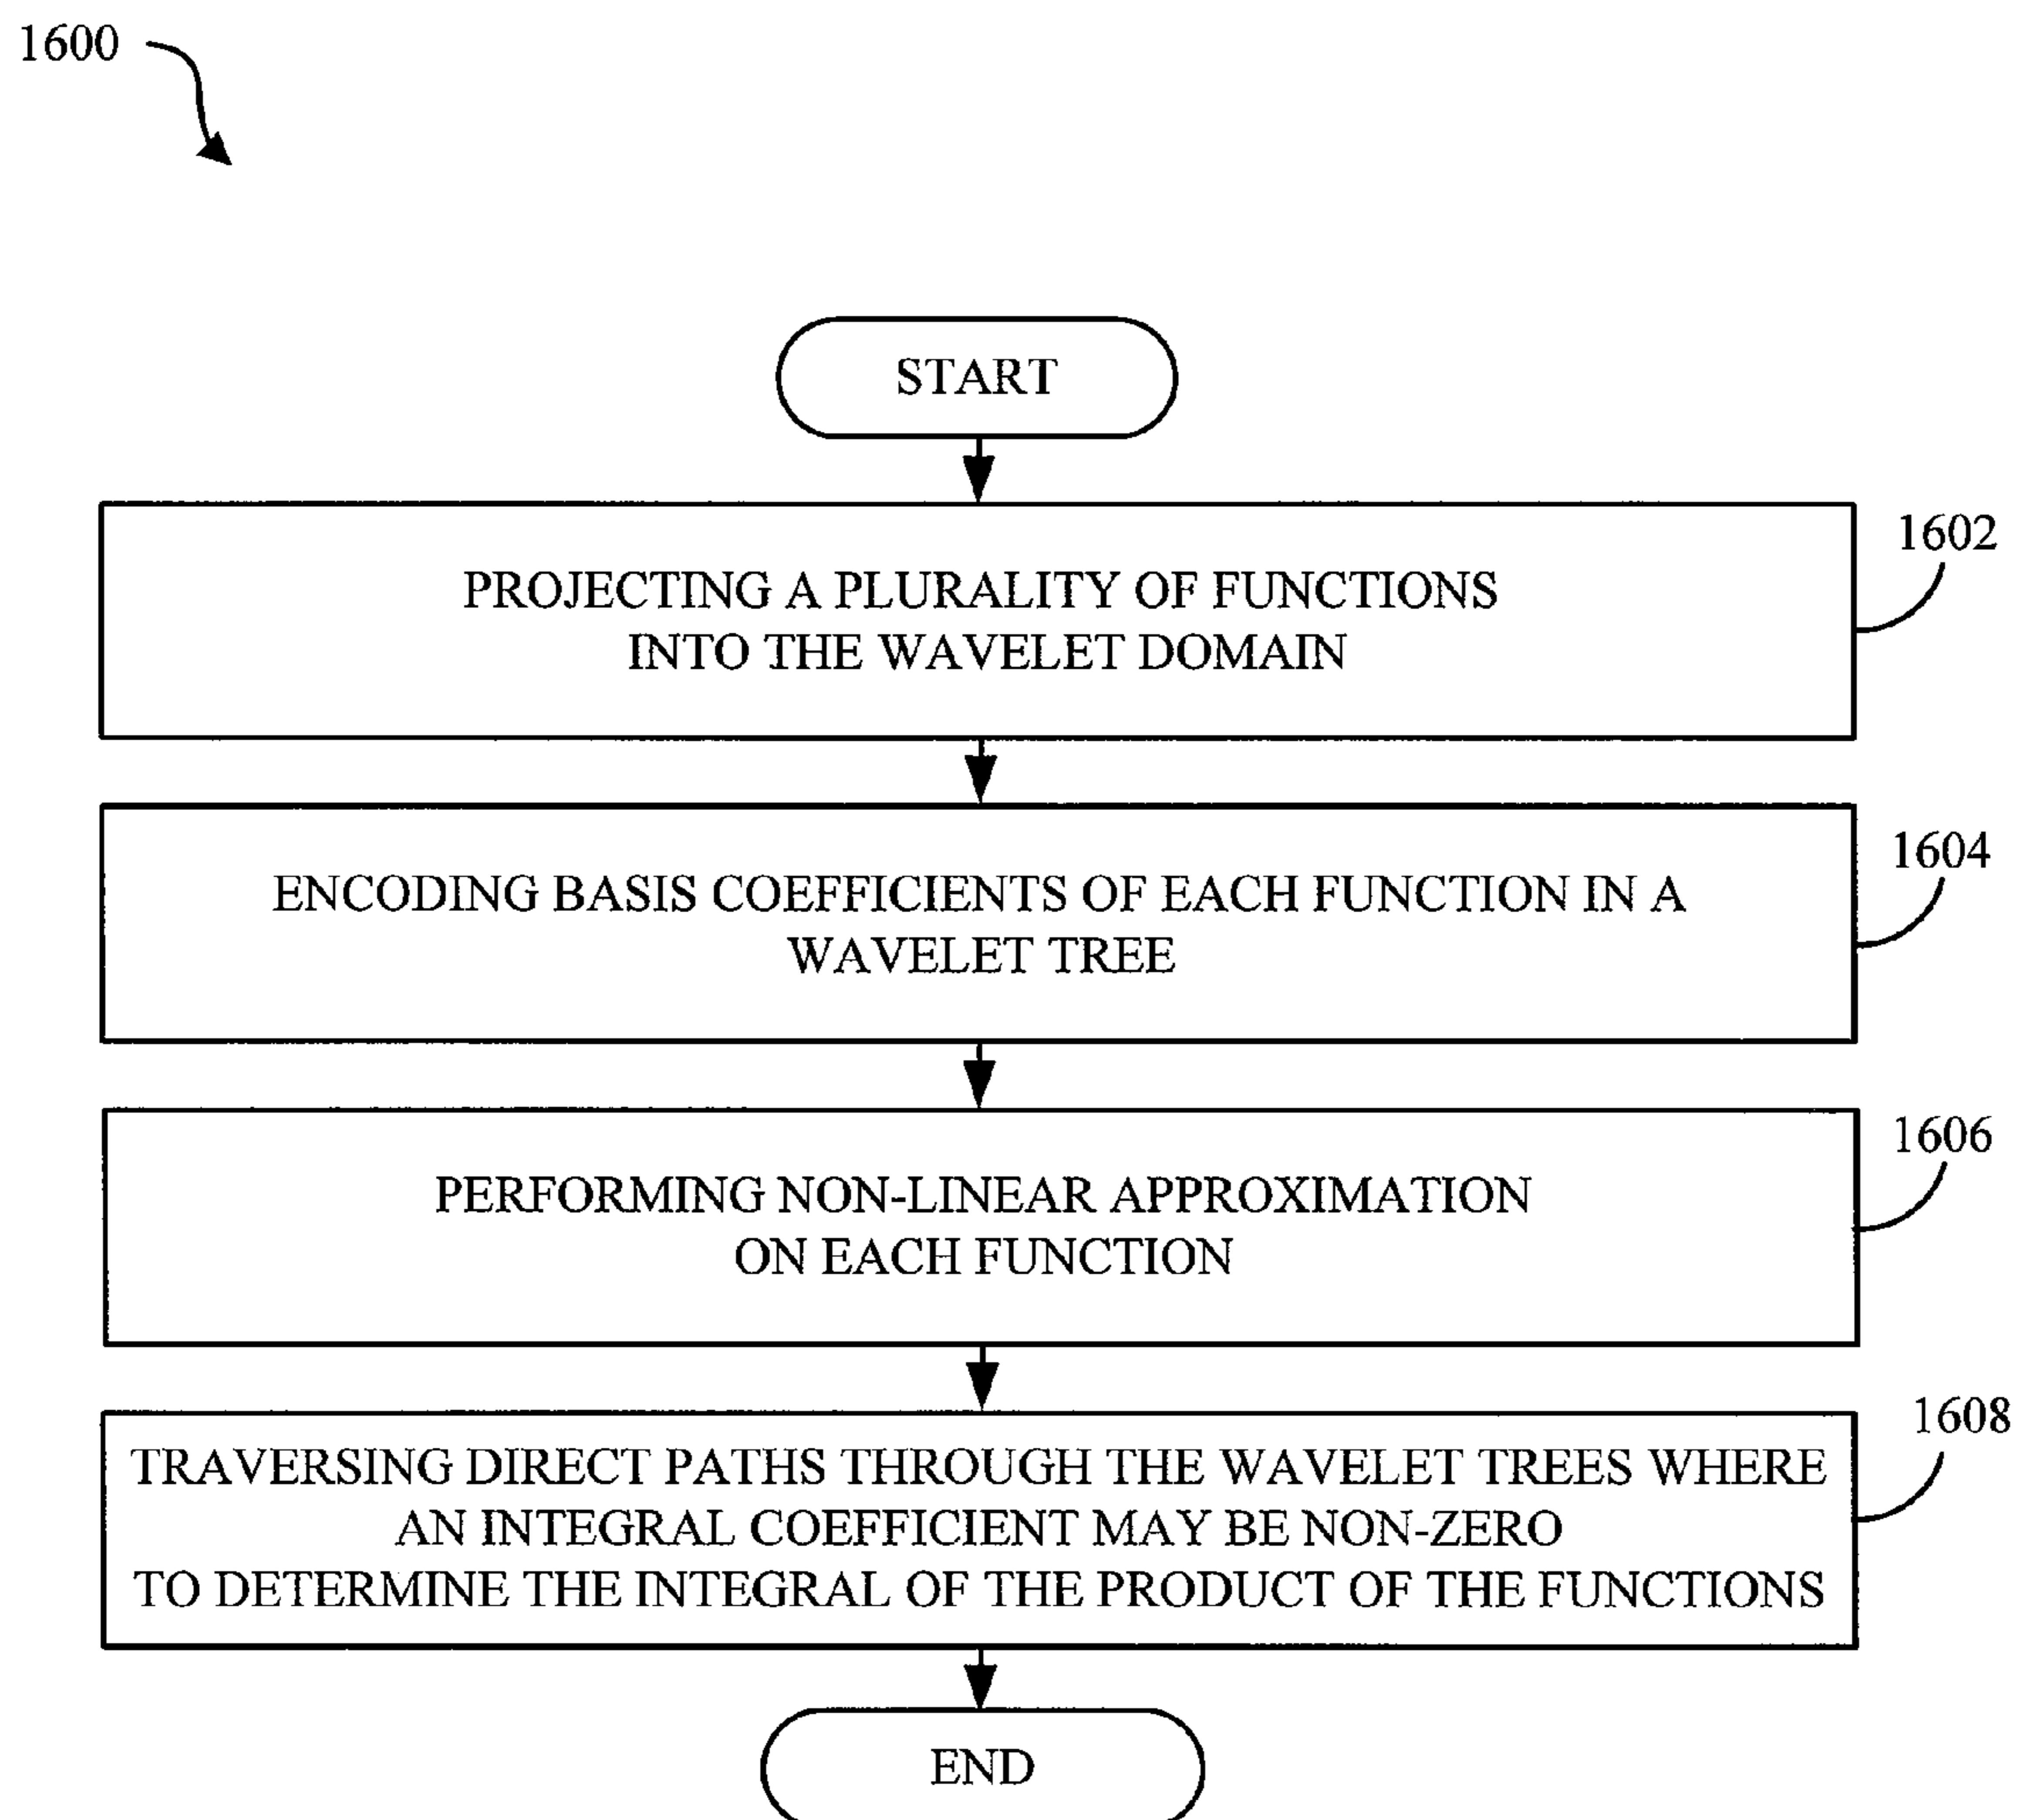 1600
START
1602
PROJECTING A PLURALITY OF FUNCTIONS
INTO THE WAVELET DOMAIN
1604
ENCODING BASIS COEFFICIENTS OF EACH FUNCTION IN A
WAVELET TREE
1606
PERFORMING NON-LINEAR APPROXIMATION
ON EACH FUNCTION
1608
TRAVERSING DIRECT PATHS THROUGH THE WAVELET TREES WHERE
AN INTEGRAL COEFFICIENT MAY BE NON-ZERO
TO DETERMINE THE INTEGRAL OF THE PRODUCT OF THE FUNCTIONS
END